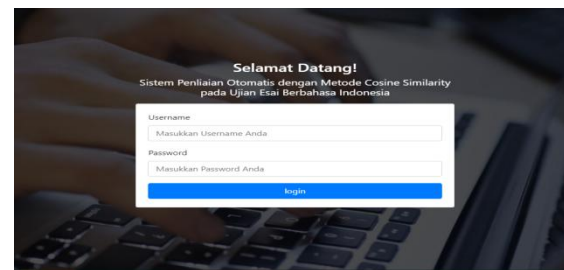 Selamat Datang!
Sistem Penliaian Otomatis dengan Metode Cosine Similarity
pada Ujian Esai Berbahasa Indonesia
Username
Masukkan Username Anda
Password
Masukkan Password Anda
login